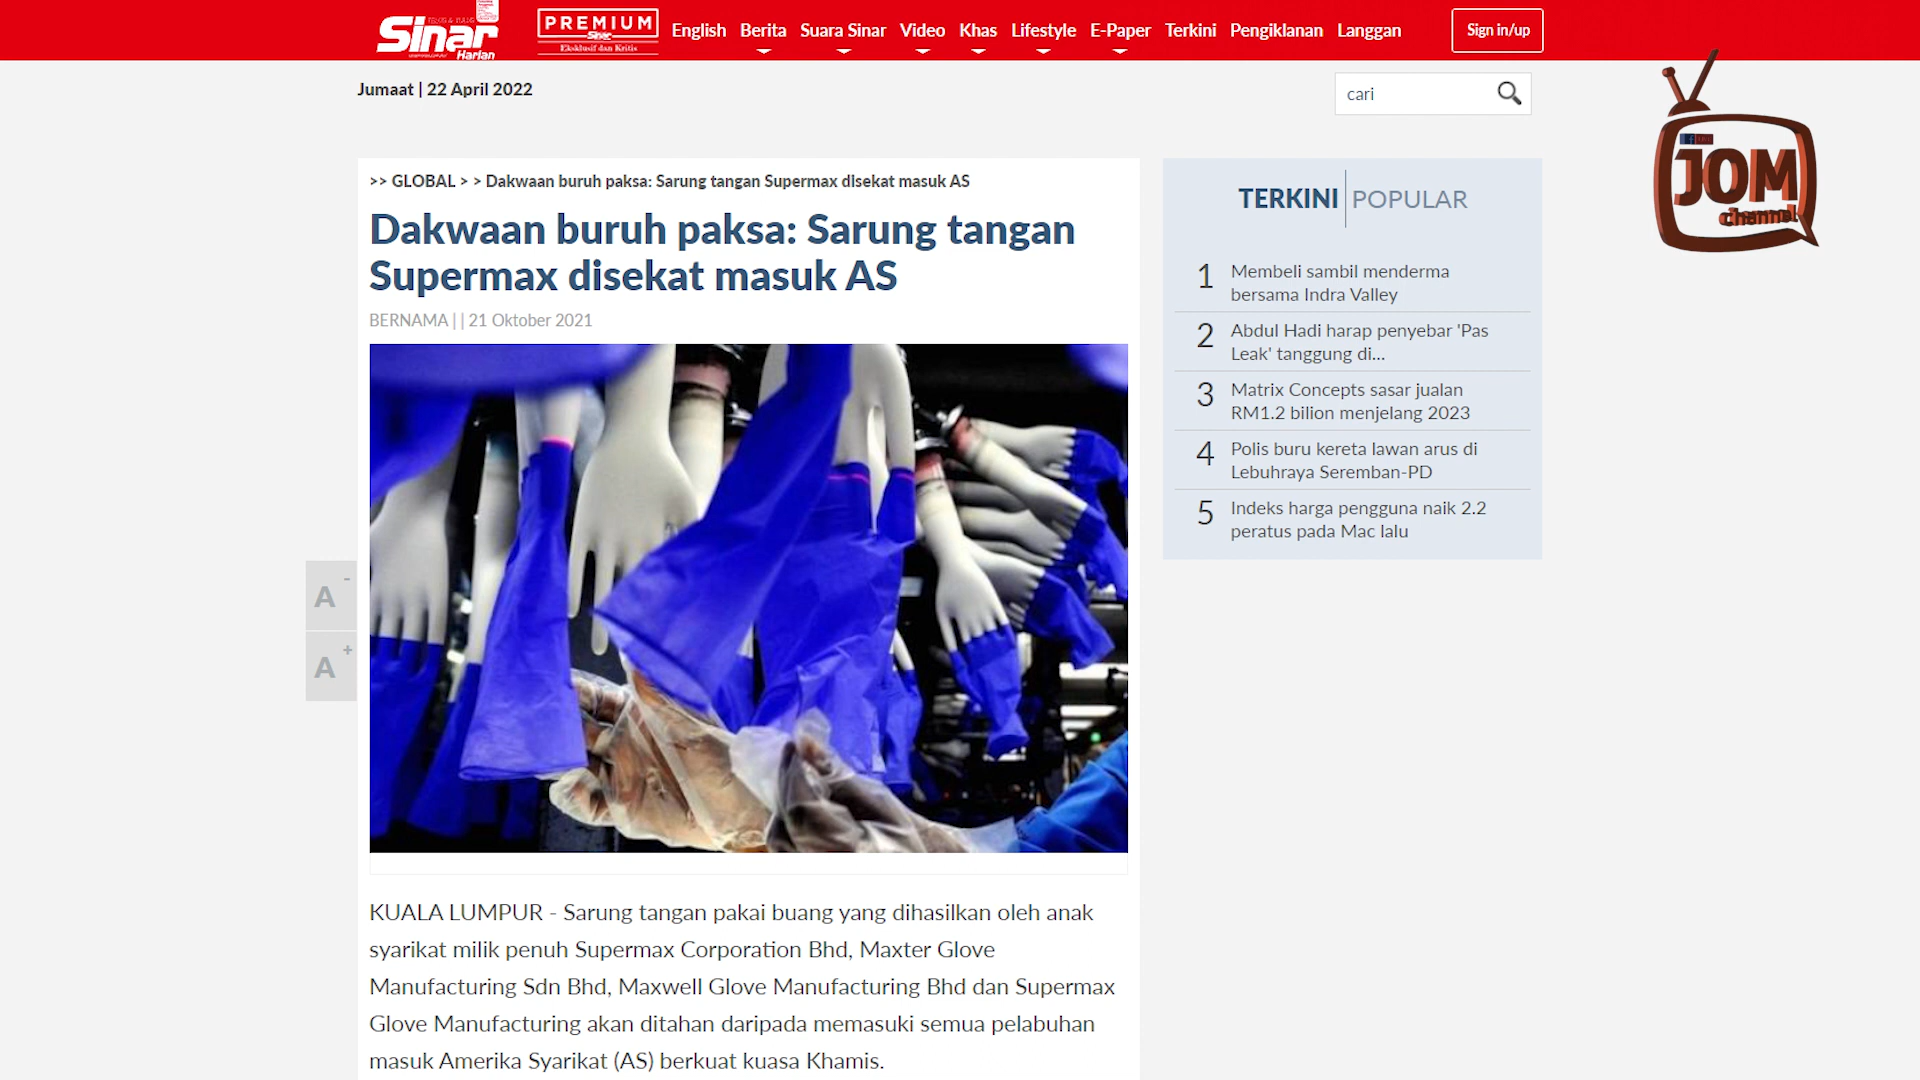 Sinar
Harian
PREMIUM
Sinar
Eksklusif dan Kritis
English Berita Suara Sinar Video Khas Lifestyle E-Paper Terkini Pengiklanan Langgan
Sign in/up
Jumaat | 22 April 2022
cari
JOM
channel
>> GLOBAL > > Dakwaan buruh paksa: Sarung tangan Supermax disekat masuk AS
Dakwaan buruh paksa: Sarung tangan
Supermax disekat masuk AS
BERNAMA | | 21 Oktober 2021
A -
A +
KUALA LUMPUR - Sarung tangan pakai buang yang dihasilkan oleh anak
syarikat milik penuh Supermax Corporation Bhd, Maxter Glove
Manufacturing Sdn Bhd, Maxwell Glove Manufacturing Bhd dan Supermax
Glove Manufacturing akan ditahan daripada memasuki semua pelabuhan
masuk Amerika Syarikat (AS) berkuat kuasa Khamis.
TERKINI POPULAR
1 Membeli sambil menderma
bersama Indra Valley
2 Abdul Hadi harap penyebar 'Pas
Leak' tanggung di...
3 Matrix Concepts sasar jualan
RM1.2 bilion menjelang 2023
4 Polis buru kereta lawan arus di
Lebuhraya Seremban-PD
5 Indeks harga pengguna naik 2.2
peratus pada Mac lalu